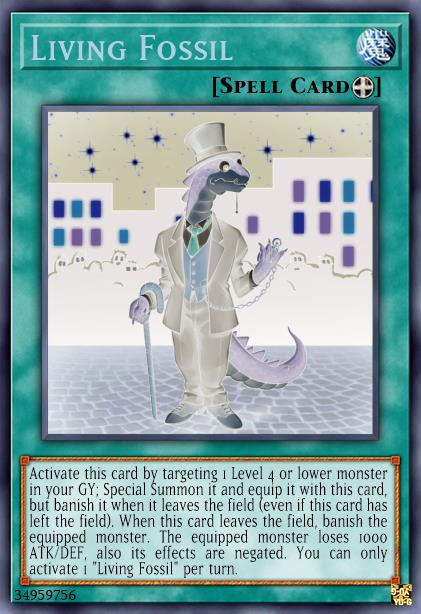 Living Fossil
[Spell Card]
Activate this card by targeting 1 Level 4 or lower monster
in your GY; Special Summon it and equip it with this card,
but banish it when it leaves the field (even if this card has
left the field). When this card leaves the field, banish the
equipped monster. The equipped monster loses 1000
ATK/DEF, also its effects are negated. You can only
activate 1 "Living Fossil" per turn.
34959756